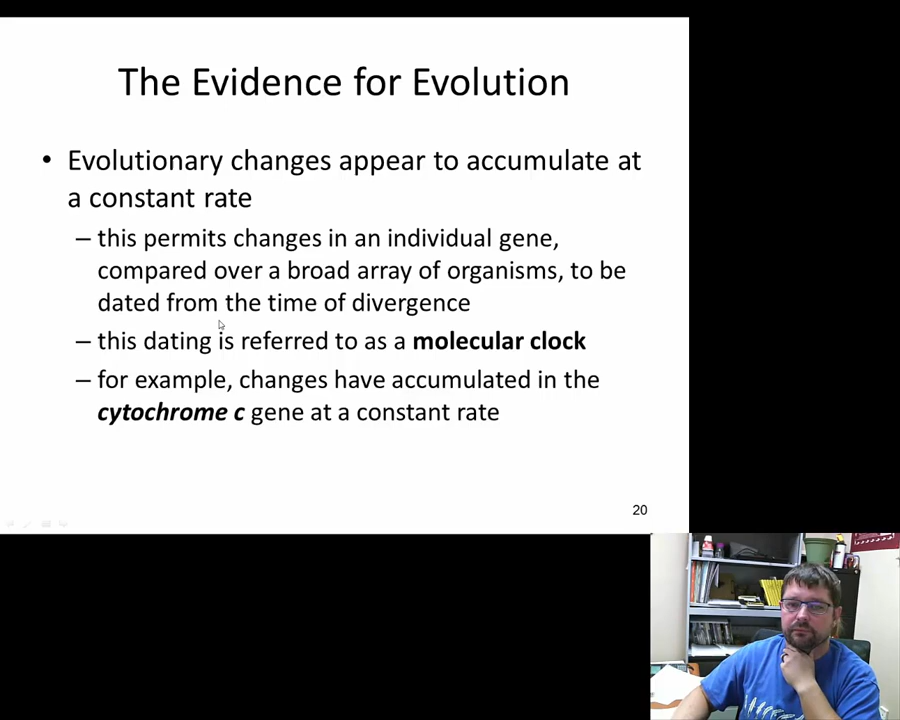 The Evidence for Evolution
• Evolutionary changes appear to accumulate at
a constant rate
– this permits changes in an individual gene,
compared over a broad array of organisms, to be
dated from the time of divergence
– this dating is referred to as a molecular clock
– for example, changes have accumulated in the
cytochrome c gene at a constant rate
20